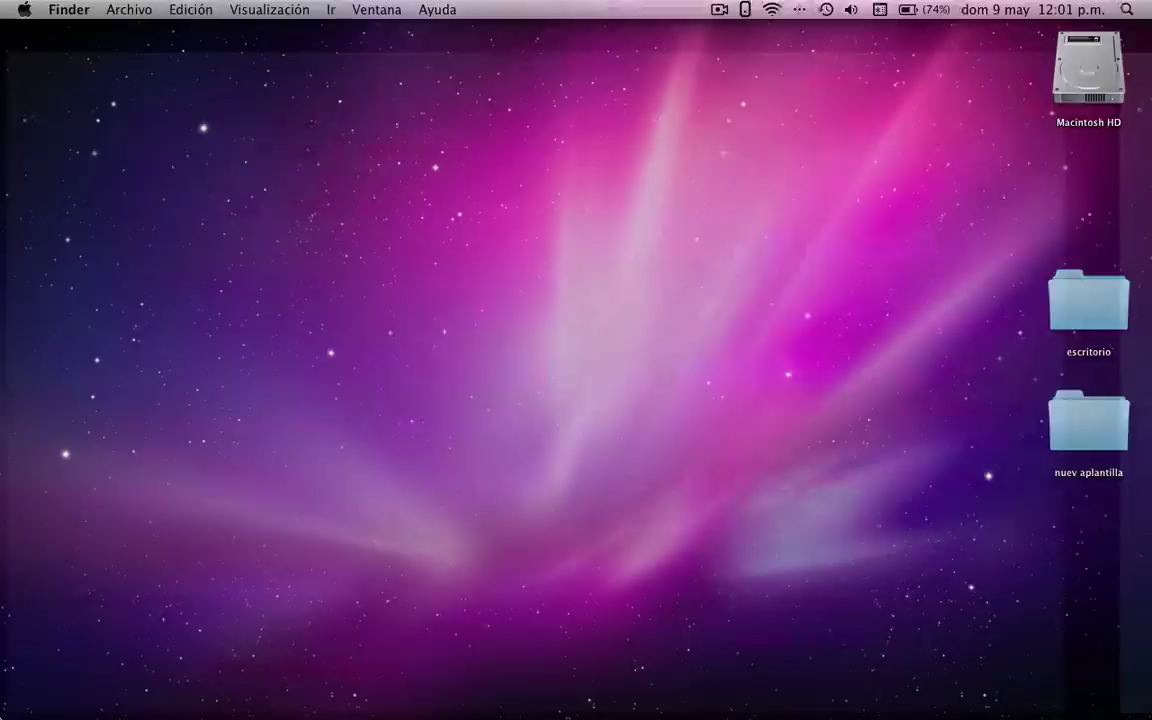 Finder Archivo Edición Visualización Ir Ventana Ayuda (74%) dom 9 may 12:01 p.m.
Macintosh HD
escritorio
nuev aplantilla